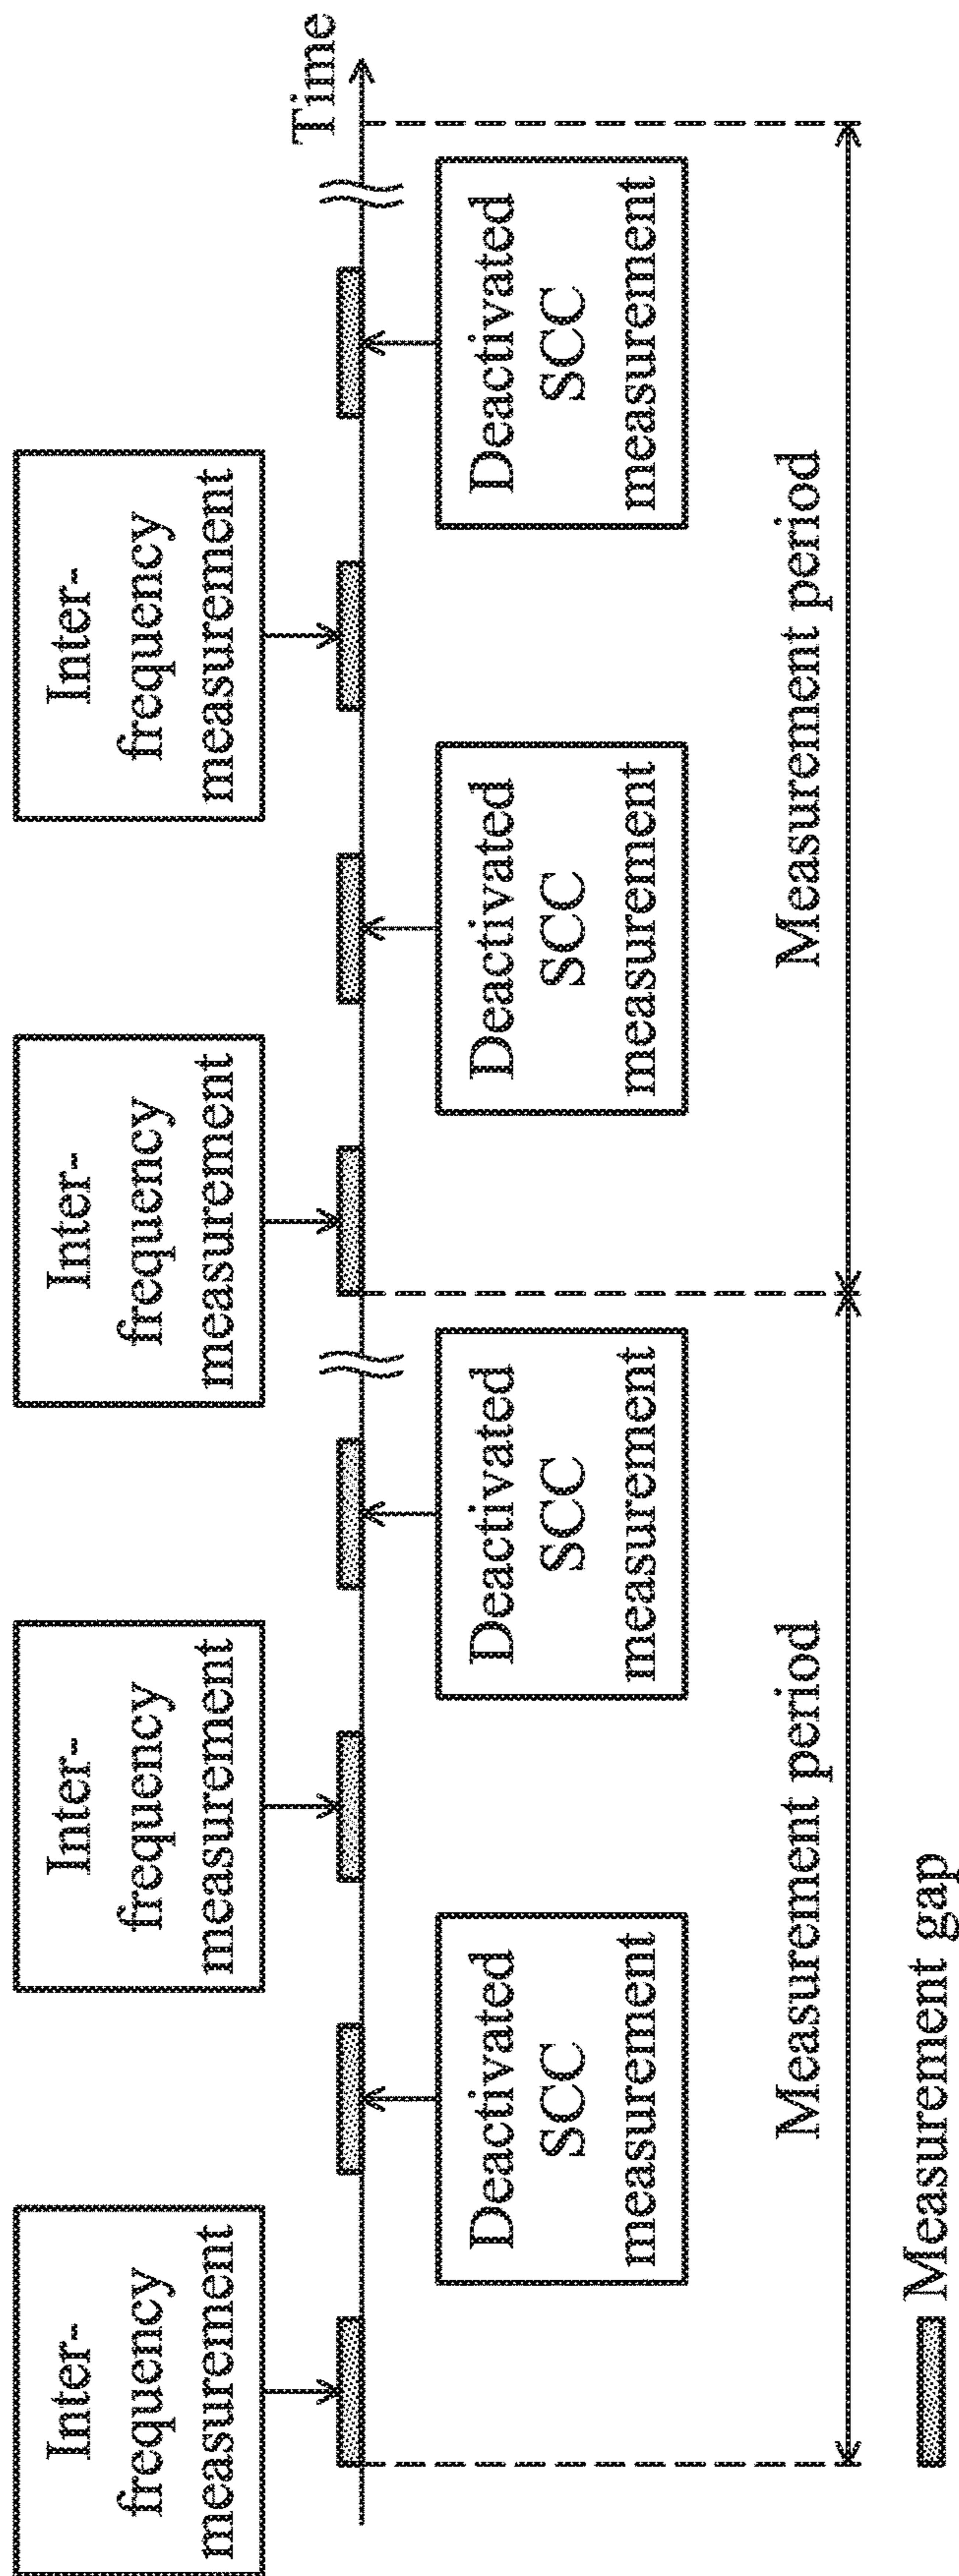 Inter-
frequency
measurement
Inter-
frequency
measurement
Inter-
frequency
measurement
Inter-
frequency
measurement
Time
Deactivated
SCC
measurement
Deactivated
SCC
measurement
Deactivated
SCC
measurement
Deactivated
SCC
measurement
Measurement period
Measurement period
Measurement gap